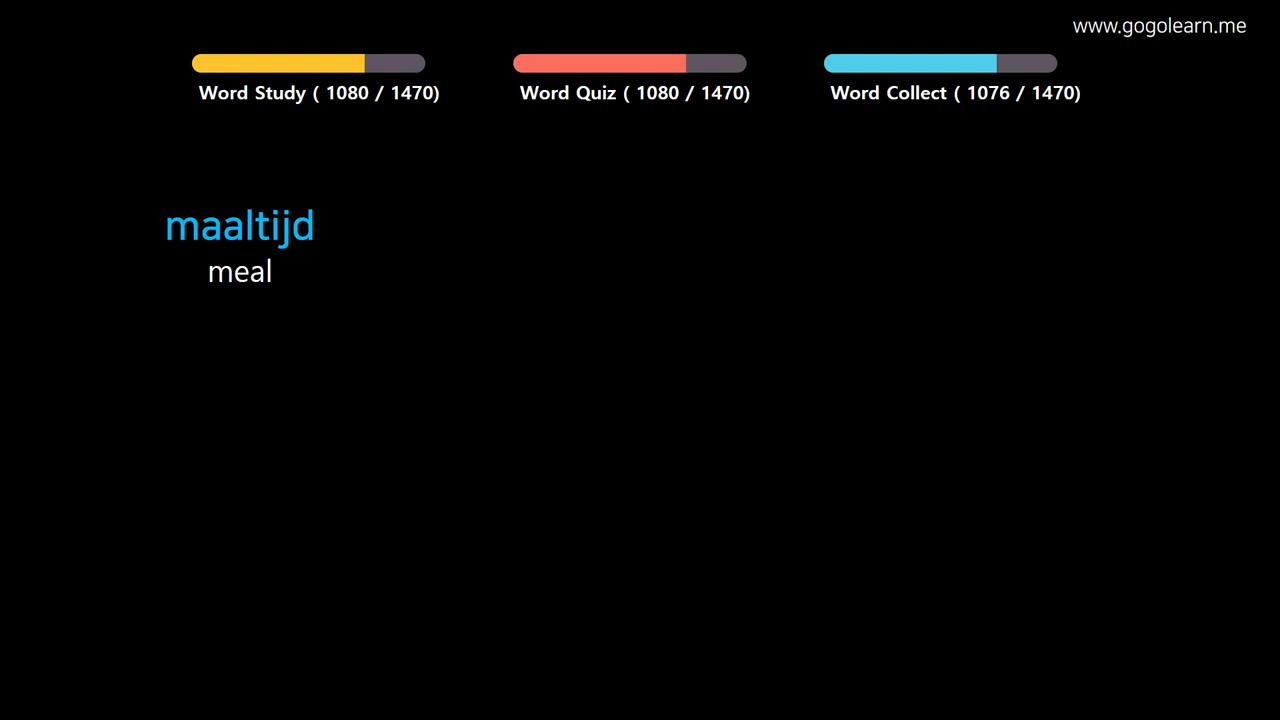 www.gogolearn.me
Word Study ( 1080 / 1470)
Word Quiz ( 1080 / 1470)
Word Collect ( 1076 / 1470)
maaltijd
meal